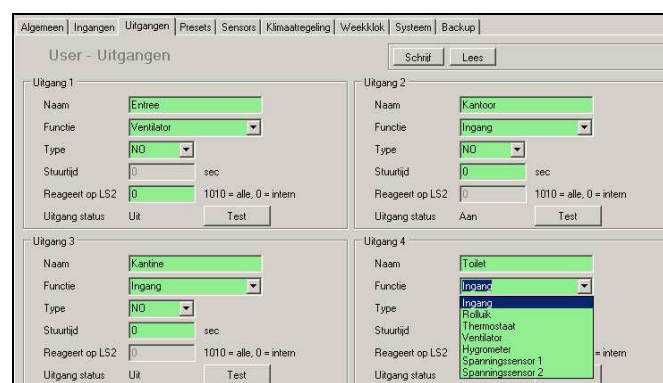 Algemeen Ingangen Uitgangen Presets Sensors Klimaatregeling Weekklok Systeem Backup
User - Uitgangen
Schrijf Lees
Uitgang 1
Naam Entree
Functie Ventilator
Type NO
Stuurtijd 0 sec
Reageert op LS2 0 1010 = alle, 0 = intern
Uitgang status Uit Test
Uitgang 2
Naam Kantoor
Functie Ingang
Type NO
Stuurtijd 0 sec
Reageert op LS2 0 1010 = alle, 0 = intern
Uitgang status Aan Test
Uitgang 3
Naam Kantine
Functie Ingang
Type NO
Stuurtijd 0 sec
Reageert op LS2 0 1010 = alle, 0 = intern
Uitgang status Uit Test
Uitgang 4
Naam Toilet
Functie Ingang
Ingang
Rolluik
Thermostaat
Ventilator
Hygrometer
Spanningssensor 1
Spanningssensor 2
Type
Stuurtijd
Reageert op LS2 = intern
Uitgang status